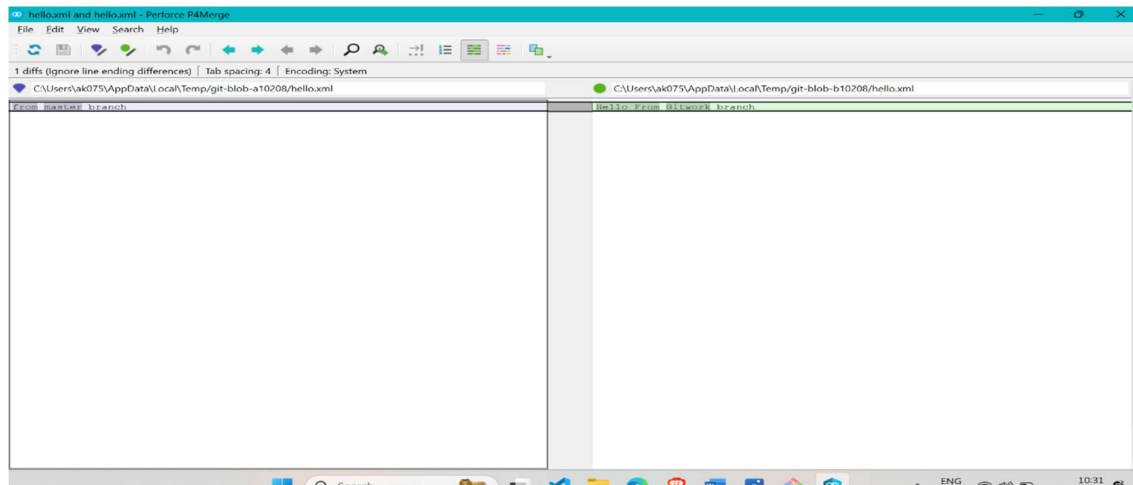 hello.xml and hello.xml - Perforce P4Merge
File Edit View Search Help
1 diffs (Ignore line ending differences) Tab spacing: 4 Encoding: System
C:\Users\ak075\AppData\Local\Temp/git-blob-a10208/hello.xml
C:\Users\ak075\AppData\Local\Temp/git-blob-b10208/hello.xml
from master branch
Hello From Gitwork branch
Search
ENG
10:31